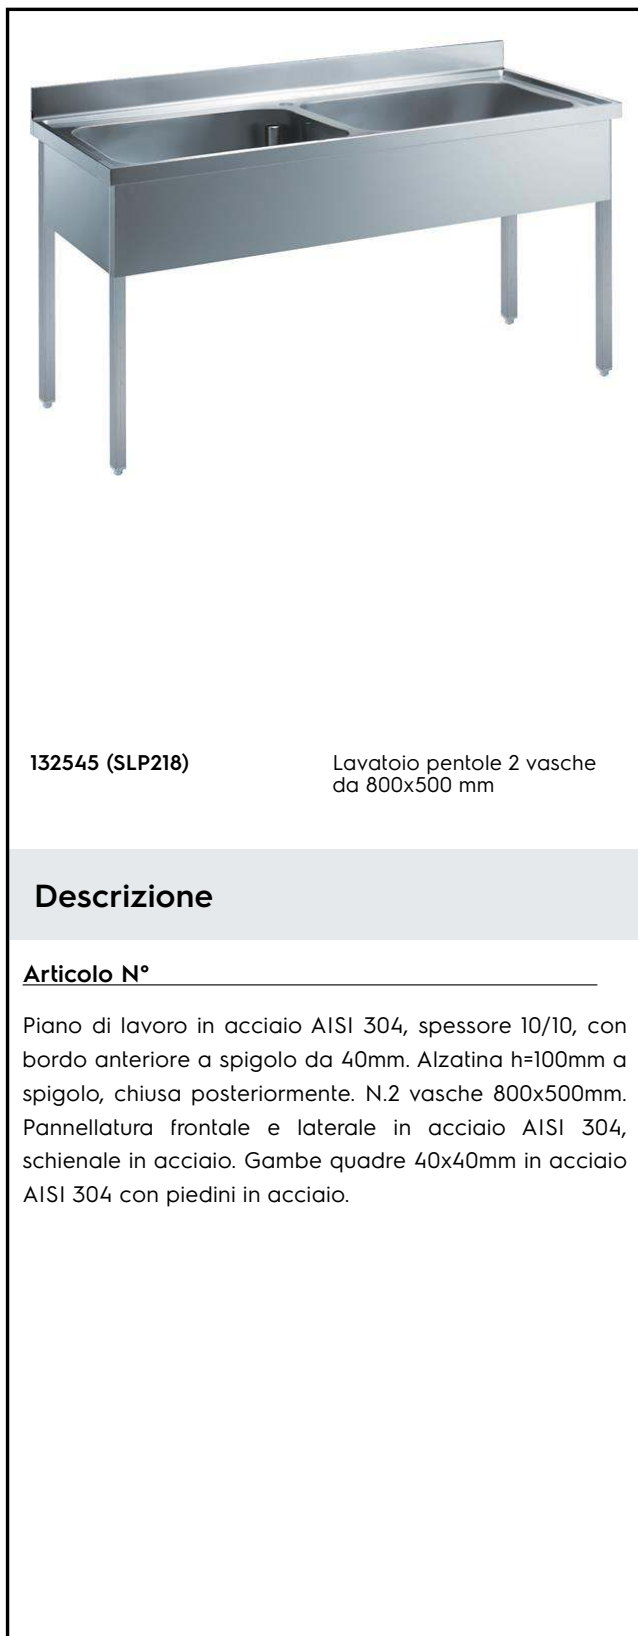 132545 (SLP218)
Lavatoio pentole 2 vasche
da 800x500 mm
Descrizione
Articolo N°
Piano di lavoro in acciaio AISI 304, spessore 10/10, con
bordo anteriore a spigolo da 40mm. Alzatina h=100mm a
spigolo, chiusa posteriormente. N.2 vasche 800x500mm.
Pannellatura frontale e laterale in acciaio AISI 304,
schienale in acciaio. Gambe quadre 40x40mm in acciaio
AISI 304 con piedini in acciaio.